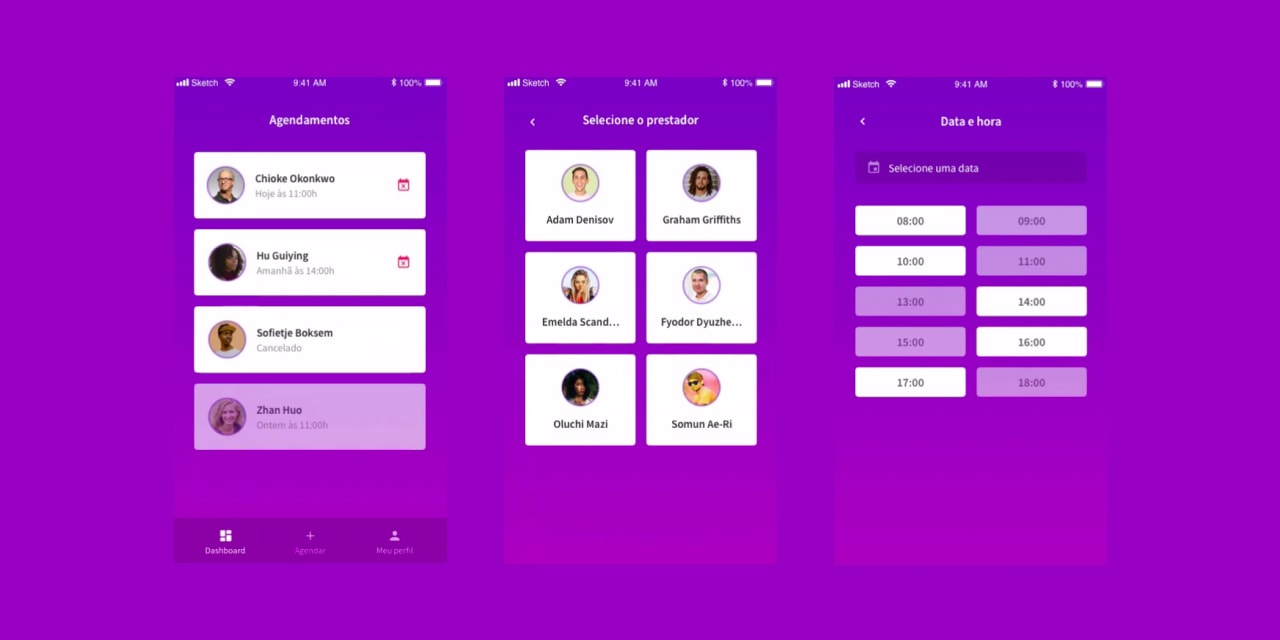 Sketch 9:41 AM 100%
Agendamentos
Chioke Okonkwo
Hoje às 11:00h
Hu Guiying
Amanhã às 14:00h
Sofietje Boksem
Cancelado
Zhan Huo
Ontem às 11:00h
Dashboard
Agendar
Meu perfil
Sketch 9:41 AM 100%
Selecione o prestador
Adam Denisov
Graham Griffiths
Emelda Scand...
Fyodor Dyuzhe...
Oluchi Mazi
Somun Ae-Ri
Sketch 9:41 AM 100%
Data e hora
Selecione uma data
08:00
09:00
10:00
11:00
13:00
14:00
15:00
16:00
17:00
18:00